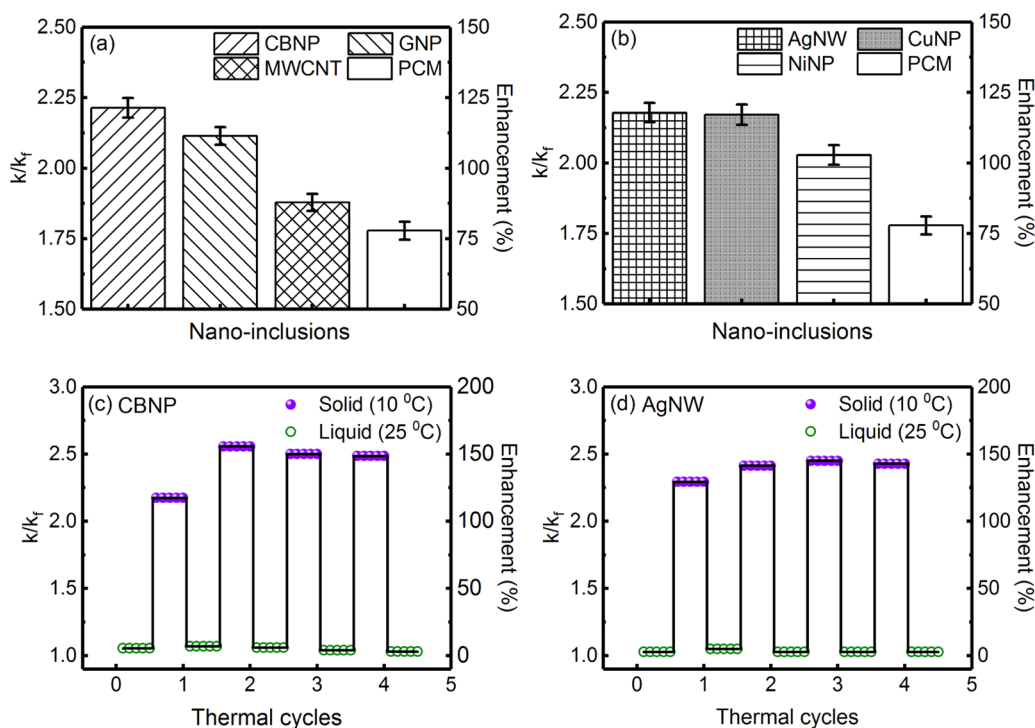 (a)
CBNP GNP
MWCNT PCM
2.50
2.25
2.00
1.75
1.50
k/kf
150
125
100
75
50
Enhancement (%)
Nano-inclusions
(b)
AgNW CuNP
NiNP PCM
2.50
2.25
2.00
1.75
1.50
k/kf
150
125
100
75
50
Enhancement (%)
Nano-inclusions
(c) CBNP
Solid (10 ⁰C)
Liquid (25 ⁰C)
3.0
2.5
2.0
1.5
1.0
k/kf
200
150
100
50
0
Enhancement (%)
0 1 2 3 4 5
Thermal cycles
(d) AgNW
Solid (10 ⁰C)
Liquid (25 ⁰C)
3.0
2.5
2.0
1.5
1.0
k/kf
200
150
100
50
0
Enhancement (%)
0 1 2 3 4 5
Thermal cycles